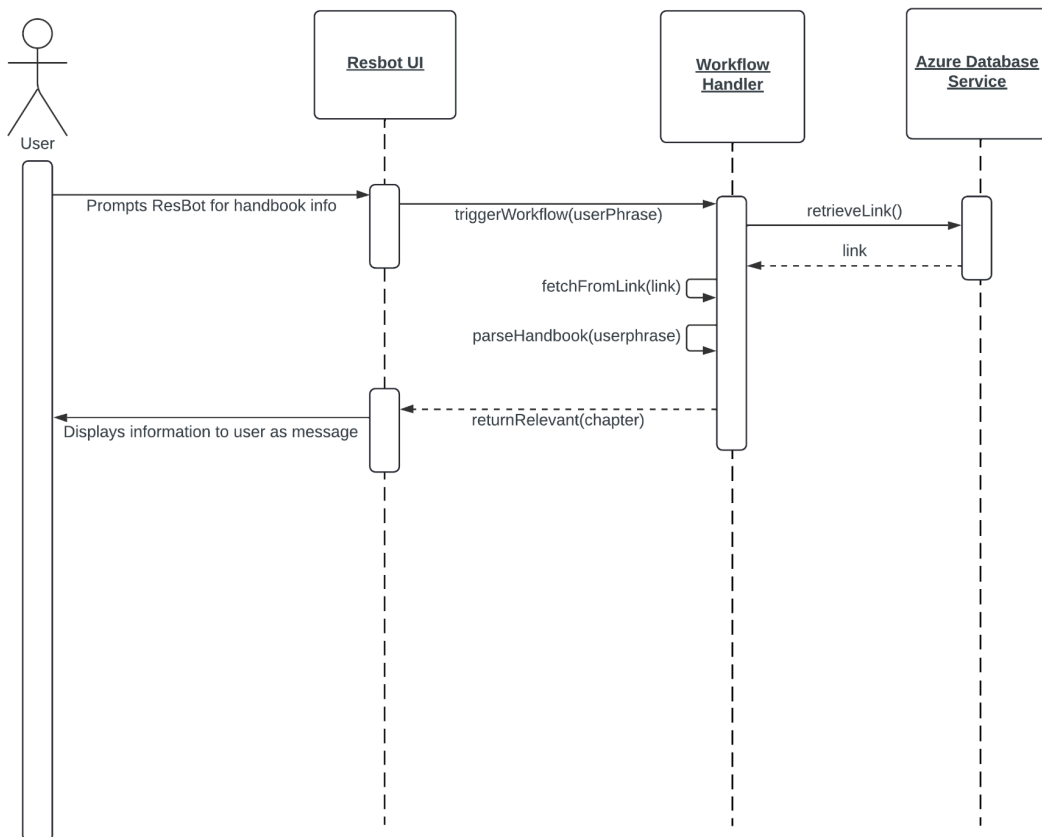 Resbot UI
Workflow
Handler
Azure Database
Service
User
Prompts ResBot for handbook info
triggerWorkflow(userPhrase)
retrieveLink()
link
fetchFromLink(link)
parseHandbook(userphrase)
returnRelevant(chapter)
Displays information to user as message